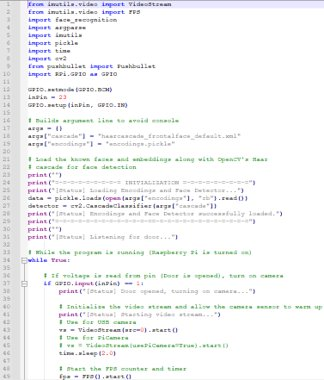 from imutils.video import VideoStream
from imutils.video import FPS
import face_recognition
import argparse
import imutils
import pickle
import time
import cv2
from pushbullet import Pushbullet
import RPi.GPIO as GPIO
GPIO.setmode(GPIO.BCM)
inPin = 23
GPIO.setup(inPin, GPIO.IN)
# Builds argument line to avoid console
args = {}
args["cascade"] = "haarcascade_frontalface_default.xml"
args["encodings"] = "encodings.pickle"
# Load the known faces and embeddings along with OpenCV's Haar
# cascade for face detection
print("")
INITIALIZATION
print("[Status] Loading Encodings and Face Detector...")
data = pickle.loads(open(args["encodings"], "rb").read())
detector = cv2.CascadeClassifier(args["cascade"])
print("[Status] Encodings and Face Detector successfully loaded.")
print("")
print("[Status] Listening for door...")
# While the program is running (Raspberry Pi is turned on)
while True:
# If voltage is read from pin (Door is opened), turn on camera
if GPIO.input(inPin) == 1:
print("[Status] Door opened, turning on camera...")
# Initialize the video stream and allow the camera sensor to warm up
print("[Status] Starting video stream...")
# Use for USB camera
vs = VideoStream(src=0).start()
# Use for PiCamera
# vs = VideoStream(usePiCamera=True).start()
time.sleep(2.0)
# Start the FPS counter and timer
fps = FPS().start()